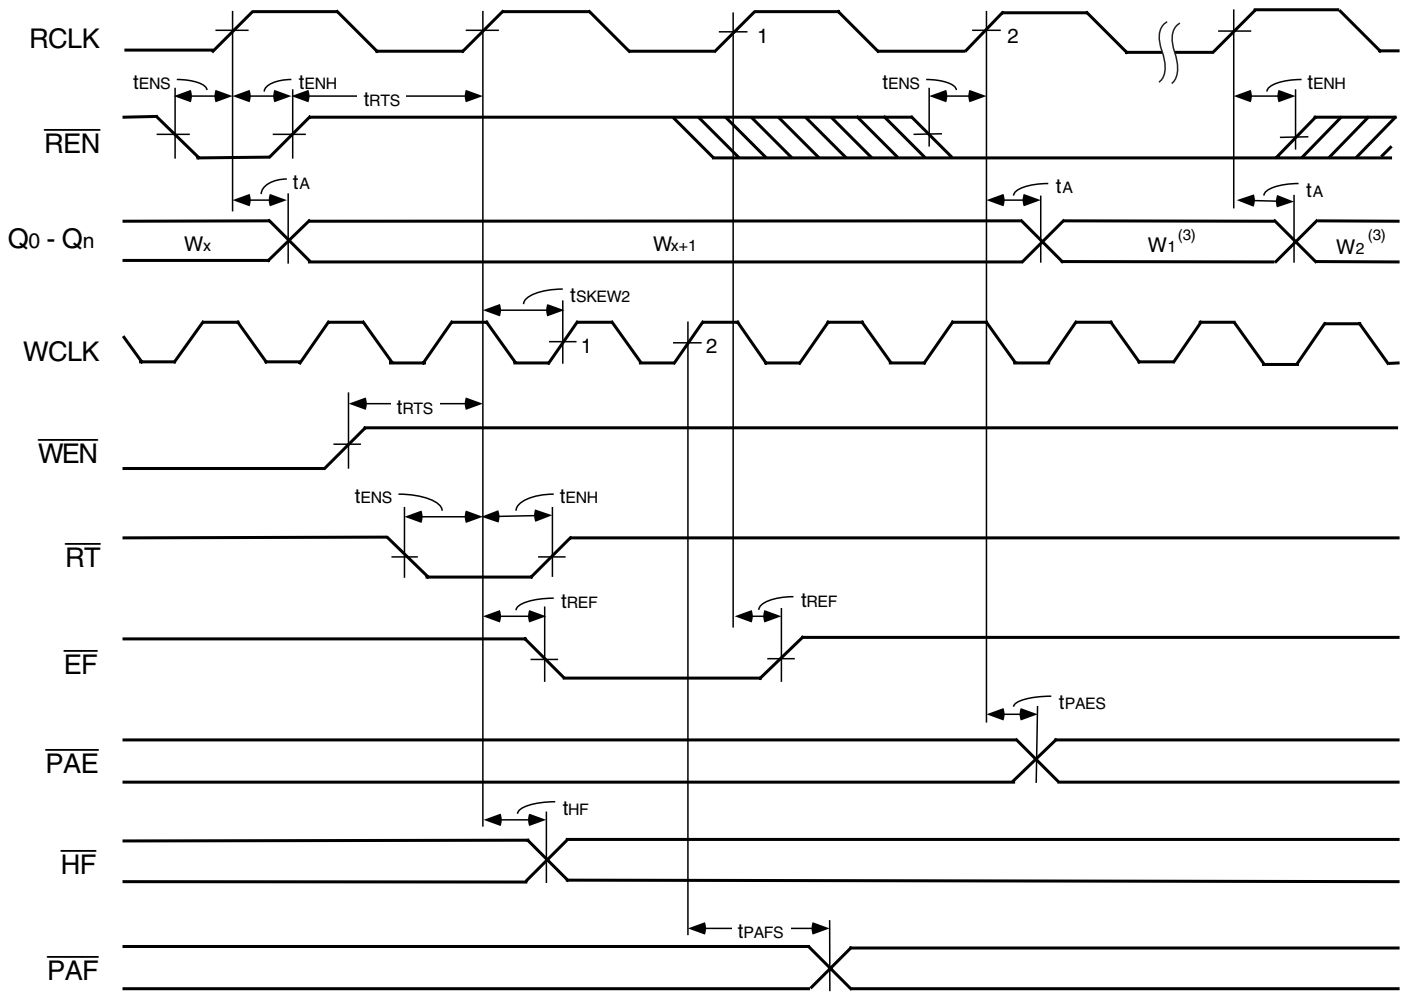 RCLK
1
2
tENS
tENH
tRTS
tENS
tENH
REN
tA
tA
tA
Q0 - Qn
Wx
Wx+1
W1(3)
W2(3)
tSKEW2
WCLK
1
2
tRTS
WEN
tENS
tENH
RT
tREF
tREF
EF
tPAES
PAE
tHF
HF
tPAFS
PAF